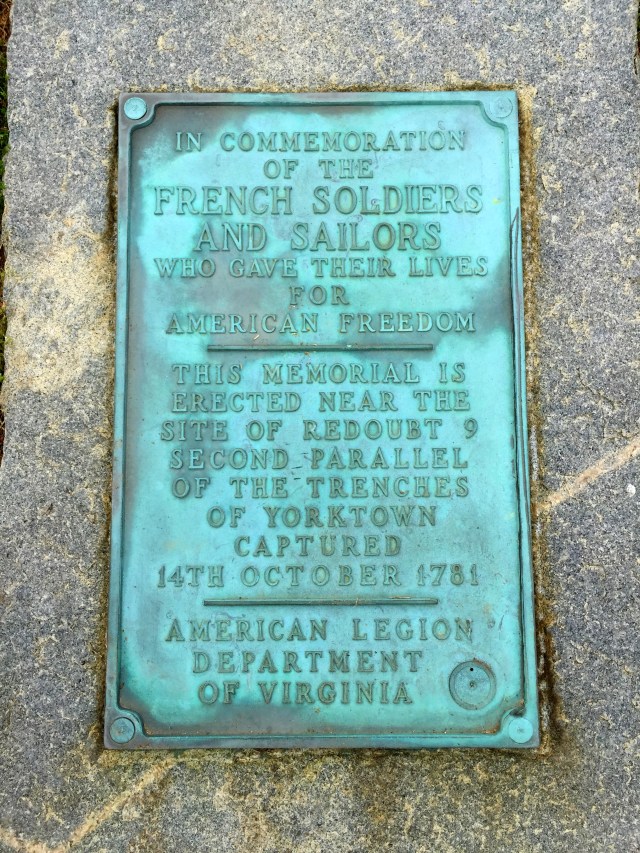 IN COMMEMORATION
OF THE
FRENCH SOLDIERS
AND SAILORS
WHO GAVE THEIR LIVES
FOR
AMERICAN FREEDOM
THIS MEMORIAL IS
ERECTED NEAR THE
SITE OF REDOUBT 9
SECOND PARALLEL
OF THE TRENCHES
OF YORKTOWN
CAPTURED
14TH OCTOBER 1781
AMERICAN LEGION
DEPARTMENT
OF VIRGINIA